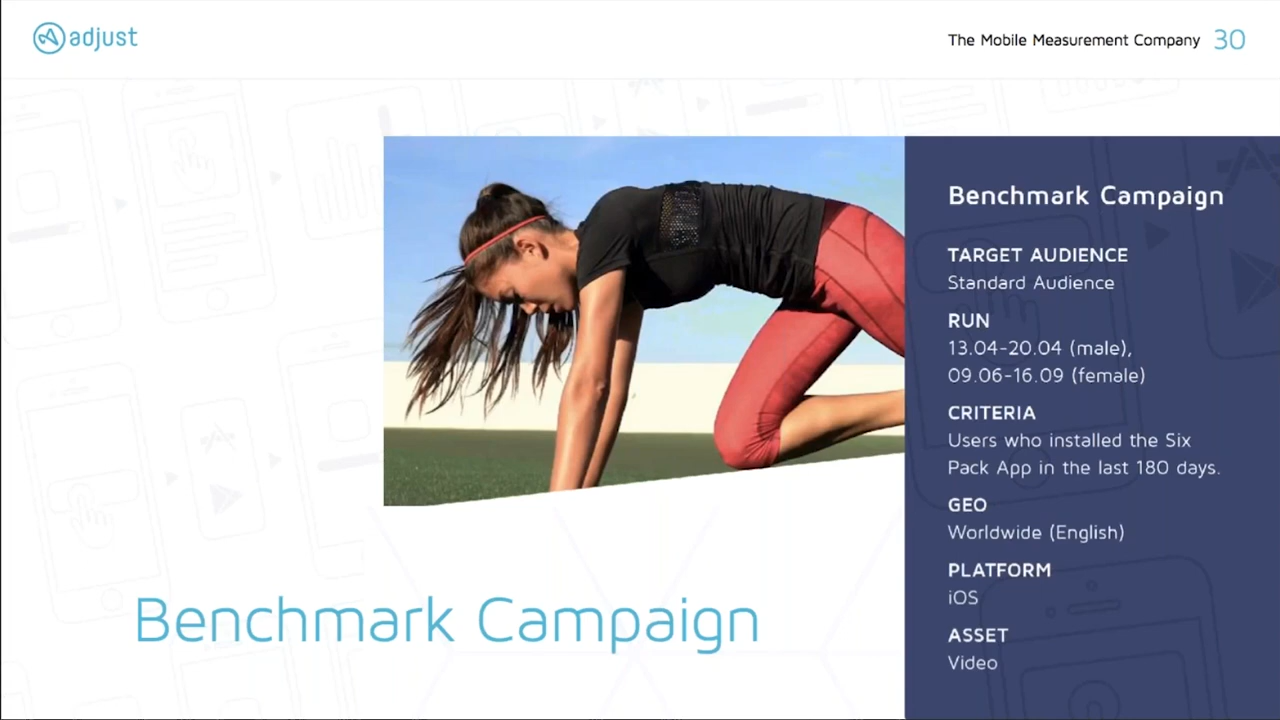 adjust
The Mobile Measurement Company 30
Benchmark Campaign
TARGET AUDIENCE
Standard Audience
RUN
13.04-20.04 (male),
09.06-16.09 (female)
CRITERIA
Users who installed the Six
Pack App in the last 180 days.
GEO
Worldwide (English)
PLATFORM
iOS
ASSET
Video
Benchmark Campaign